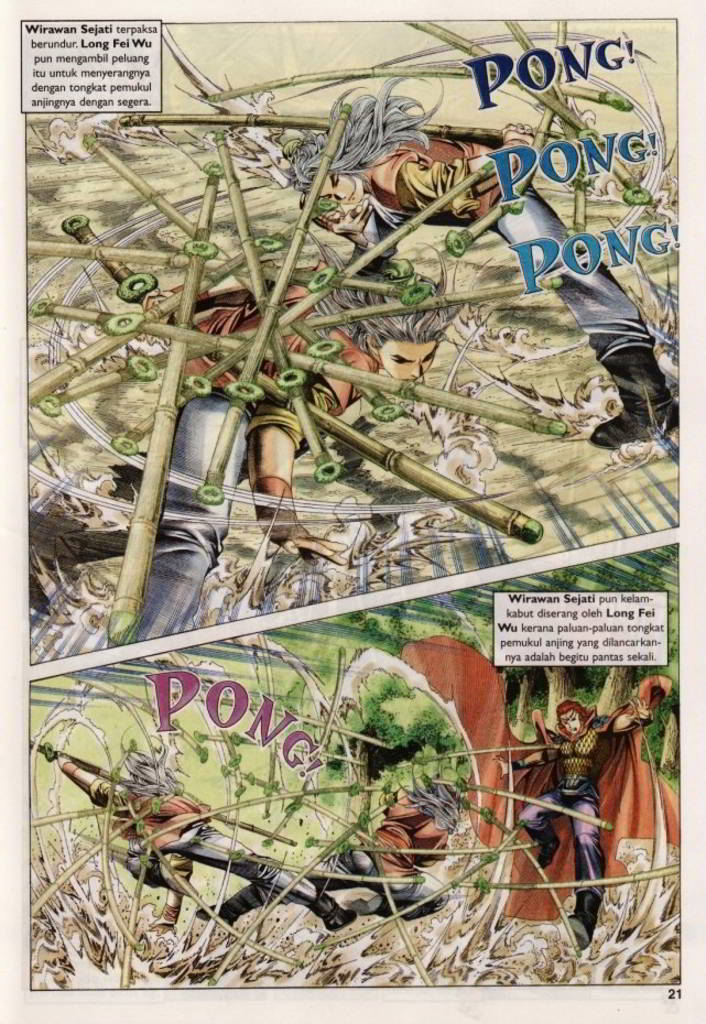 Wirawan Sejati terpaksa
berundur. Long Fei Wu
pun mengambil peluang
itu untuk menyerangnya
dengan tongkat pemukul
anjingnya dengan segera.
PONG!
PONG!
PONG!
Wirawan Sejati pun kelam-
kabut diserang oleh Long Fei
Wu kerana paluan-paluan tongkat
pemukul anjing yang dilancarkan-
nya adalah begitu pantas sekali.
PONG!
21